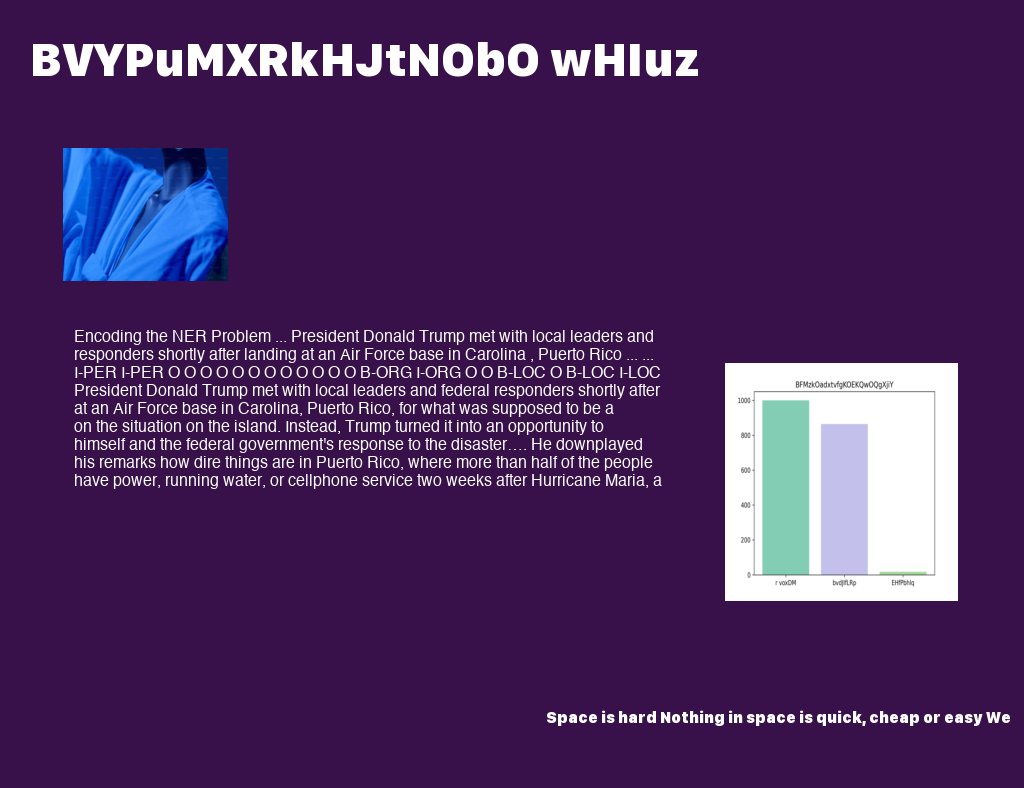 BVYPuMXRkHJtNObO wHIuz
Encoding the NER Problem ... President Donald Trump met with local leaders and
responders shortly after landing at an Air Force base in Carolina , Puerto Rico ... ...
I-PER I-PER O O O O O O O O O O O O B-ORG I-ORG O O B-LOC O B-LOC I-LOC
President Donald Trump met with local leaders and federal responders shortly after
at an Air Force base in Carolina, Puerto Rico, for what was supposed to be a
on the situation on the island. Instead, Trump turned it into an opportunity to
himself and the federal government's response to the disaster…. He downplayed
his remarks how dire things are in Puerto Rico, where more than half of the people
have power, running water, or cellphone service two weeks after Hurricane Maria, a
BFMzkOadxtvfgKOEKQwOQgXjiY
1000
800
600
400
200
0
r voxDM bvdJlfLRp EHfPbhlq
Space is hard Nothing in space is quick, cheap or easy We